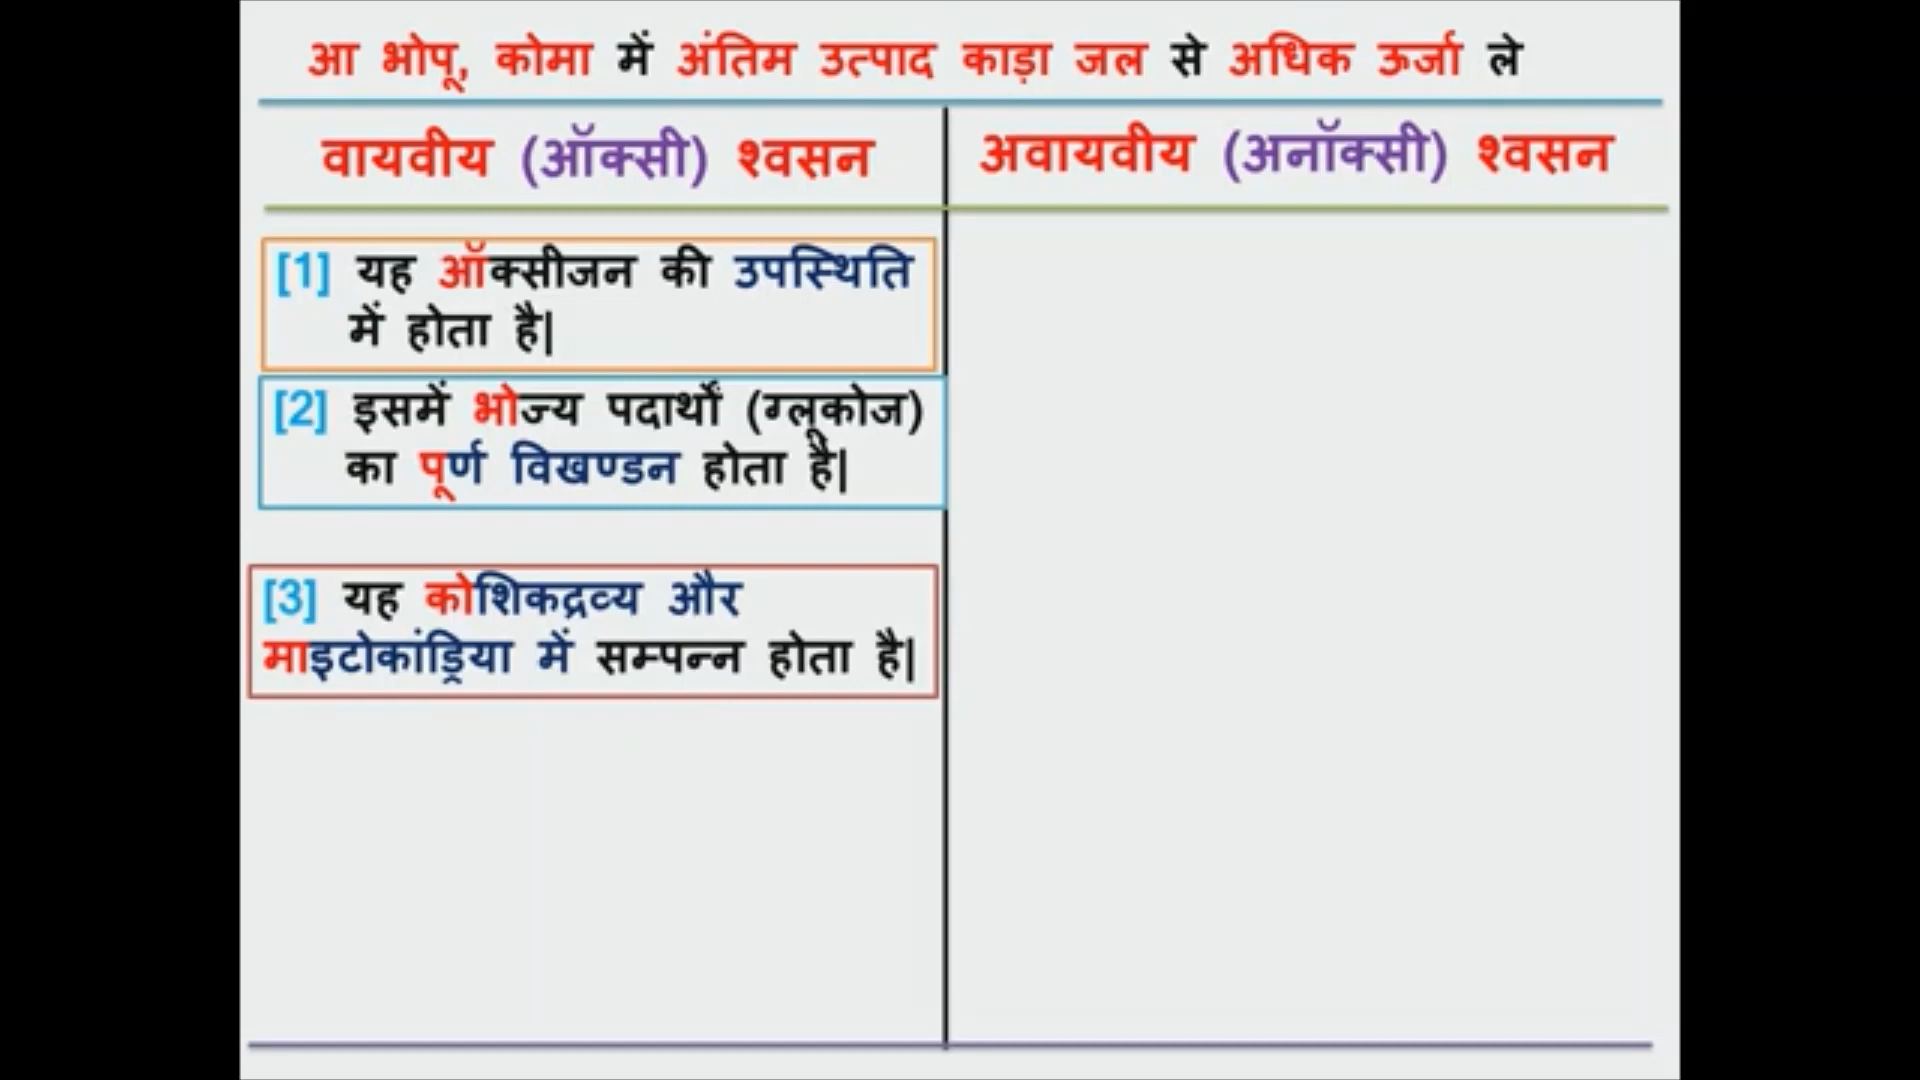 आ भोपू, कोमा में अंतिम उत्पाद काड़ा जल से अधिक ऊर्जा ले
वायवीय (ऑक्सी) श्वसन
अवायवीय (अनॉक्सी) श्वसन
[1] यह ऑक्सीजन की उपस्थिति
में होता है|
[2] इसमें भोज्य पदार्थों (ग्लूकोज)
का पूर्ण विखण्डन होता है|
[3] यह कोशिकद्रव्य और
माइटोकांड्रिया में सम्पन्न होता है|